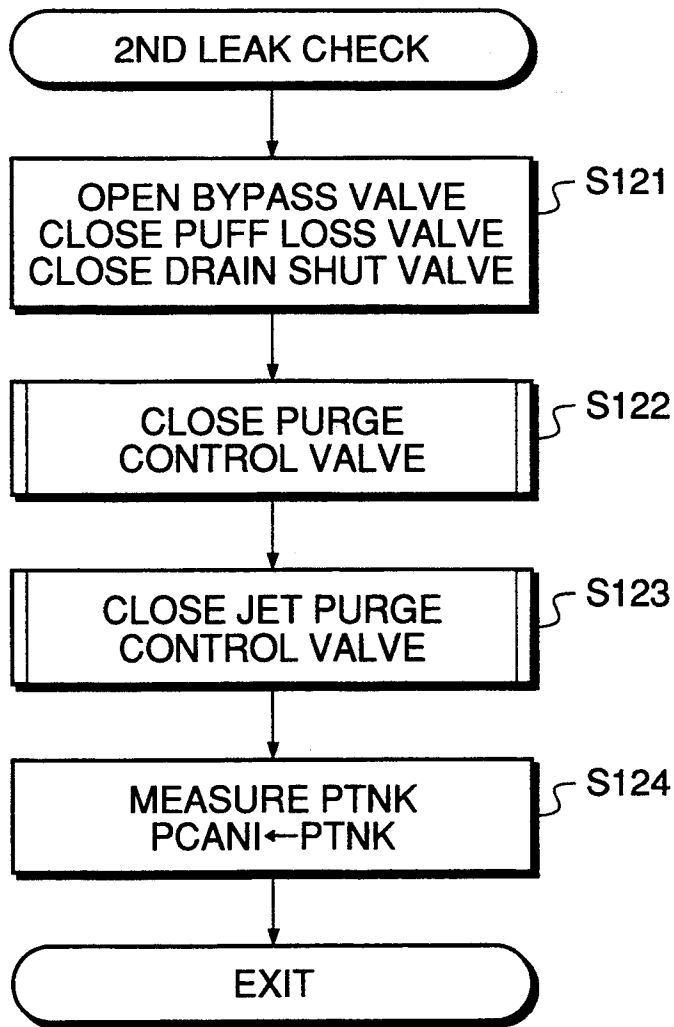 2ND LEAK CHECK
OPEN BYPASS VALVE
CLOSE PUFF LOSS VALVE
CLOSE DRAIN SHUT VALVE
S121
CLOSE PURGE
CONTROL VALVE
S122
CLOSE JET PURGE
CONTROL VALVE
S123
MEASURE PTNK
PCANI←PTNK
S124
EXIT